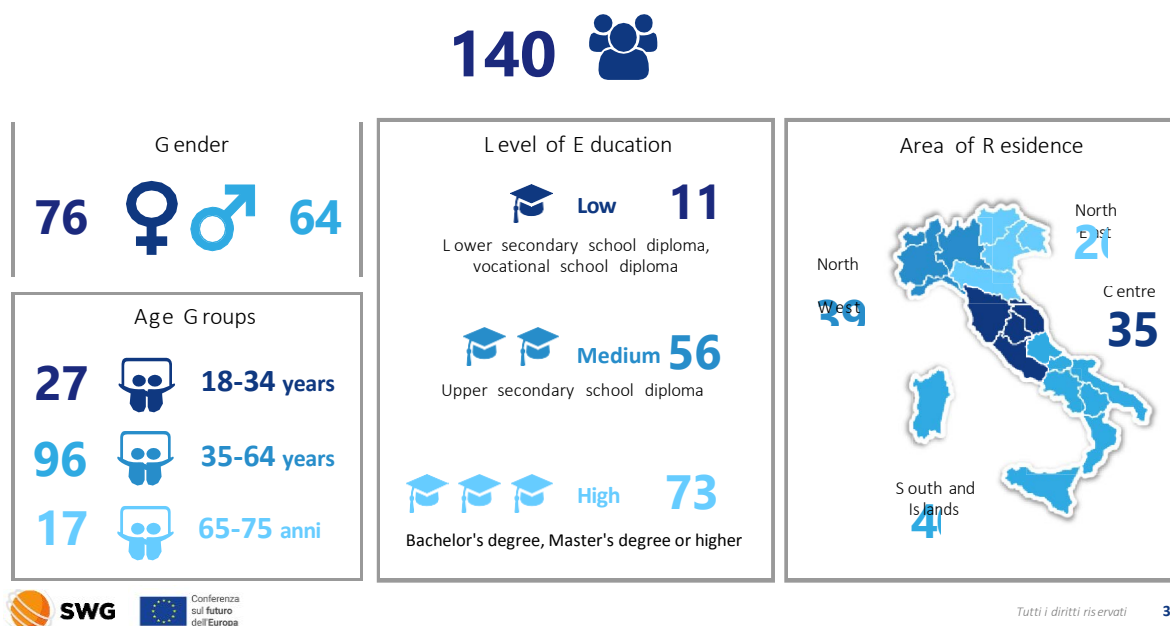 140
Gender
76
64
Age Groups
27
18-34 years
96
35-64 years
17
65-75 anni
Level of Education
Low
11
Lower secondary school diploma,
vocational school diploma
Medium
56
Upper secondary school diploma
High
73
Bachelor's degree, Master's degree or higher
Area of Residence
North
East
North
West
39
Centre
35
South and
Islands
SWG
Conferenza
sul futuro
dell'Europa
Tutti i diritti riservati
3